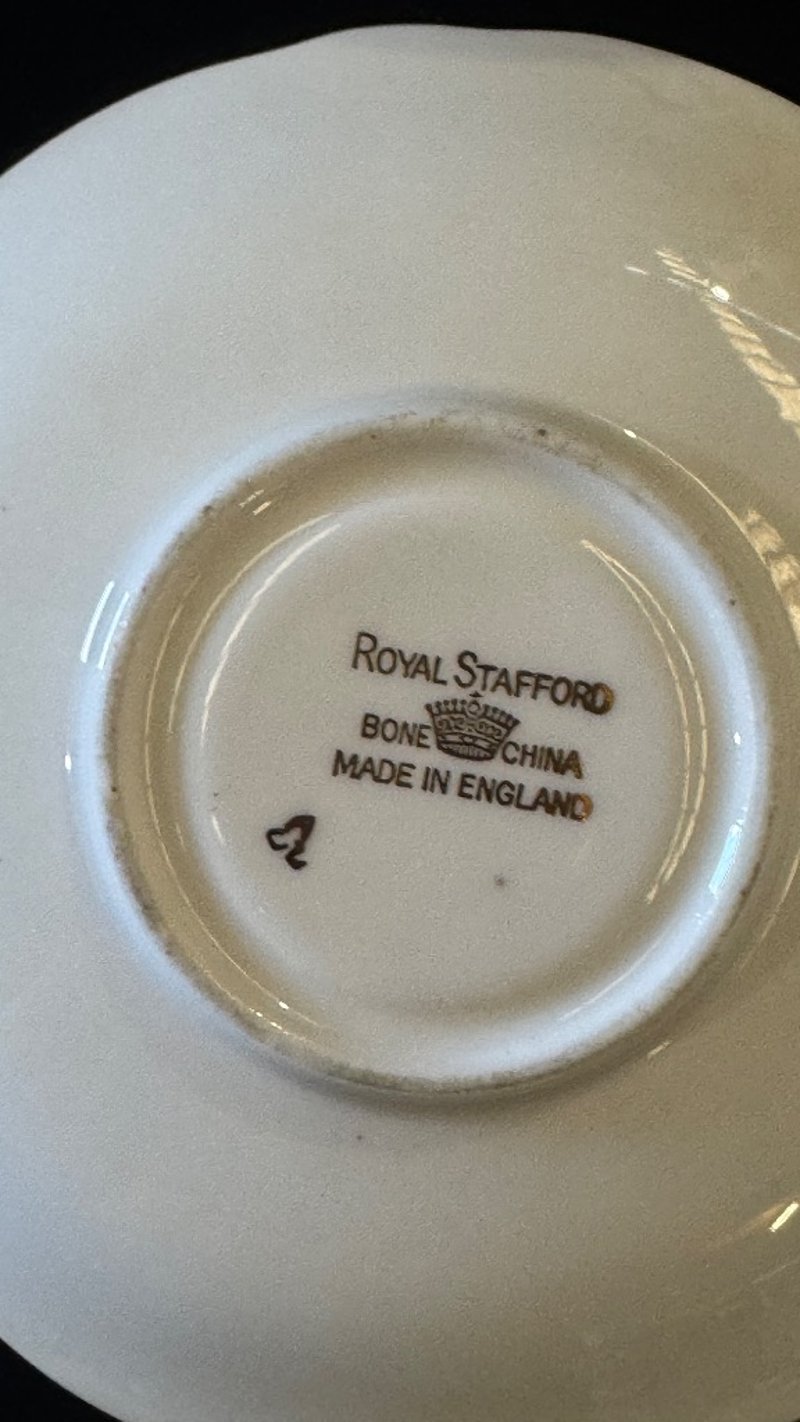 ROYAL STAFFORD
BONE CHINA
MADE IN ENGLAND